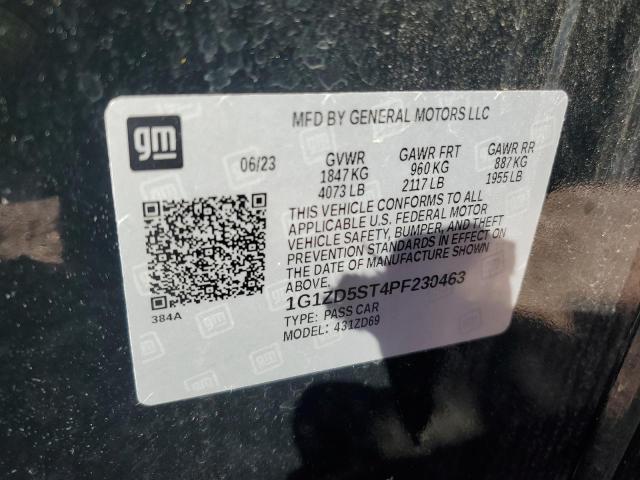 MFD BY GENERAL MOTORS LLC
gm
06/23 GVWR GAWR FRT GAWR RR
1847 KG 960 KG 887 KG
4073 LB 2117 LB 1955 LB
THIS VEHICLE CONFORMS TO ALL
APPLICABLE U.S. FEDERAL MOTOR
VEHICLE SAFETY, BUMPER, AND THEFT
PREVENTION STANDARDS IN EFFECT ON
THE DATE OF MANUFACTURE SHOWN
ABOVE.
1G1ZD5ST4PF230463
384A
TYPE: PASS CAR
MODEL: 431ZD69